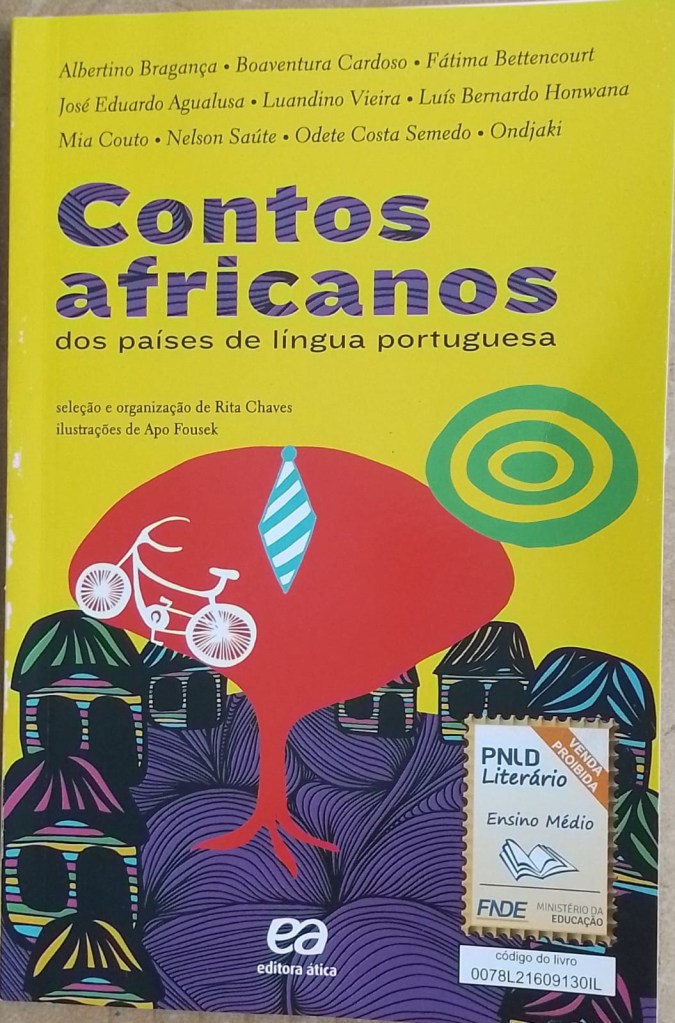 Albertino Bragança • Boaventura Cardoso • Fátima Bettencourt
José Eduardo Agualusa • Luandino Vieira • Luís Bernardo Honwana
Mia Couto • Nelson Saúte • Odete Costa Semedo • Ondjaki
Contos
africanos
dos países de língua portuguesa
seleção e organização de Rita Chaves
ilustrações de Apo Fousek
VENDA
PROIBIDA
PNLD
Literário
Ensino Médio
FNDE
MINISTÉRIO DA
EDUCAÇÃO
código do livro
0078L21609130IL
ea
editora ática